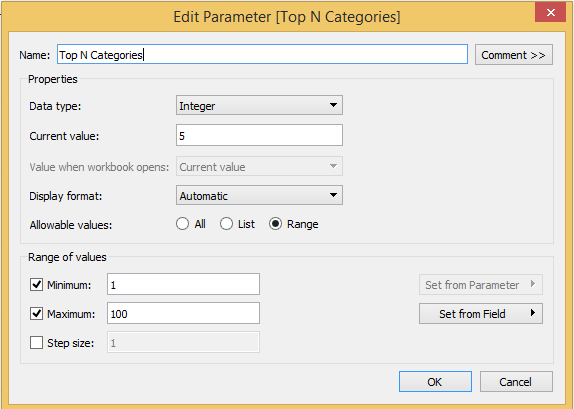 Edit Parameter [Top N Categories]
Name: Top N Categories Comment >>
Properties
Data type: Integer
Current value: 5
Value when workbook opens: Current value
Display format: Automatic
Allowable values: All List Range
Range of values
Minimum: 1 Set from Parameter
Maximum: 100 Set from Field
Step size: 1
OK Cancel